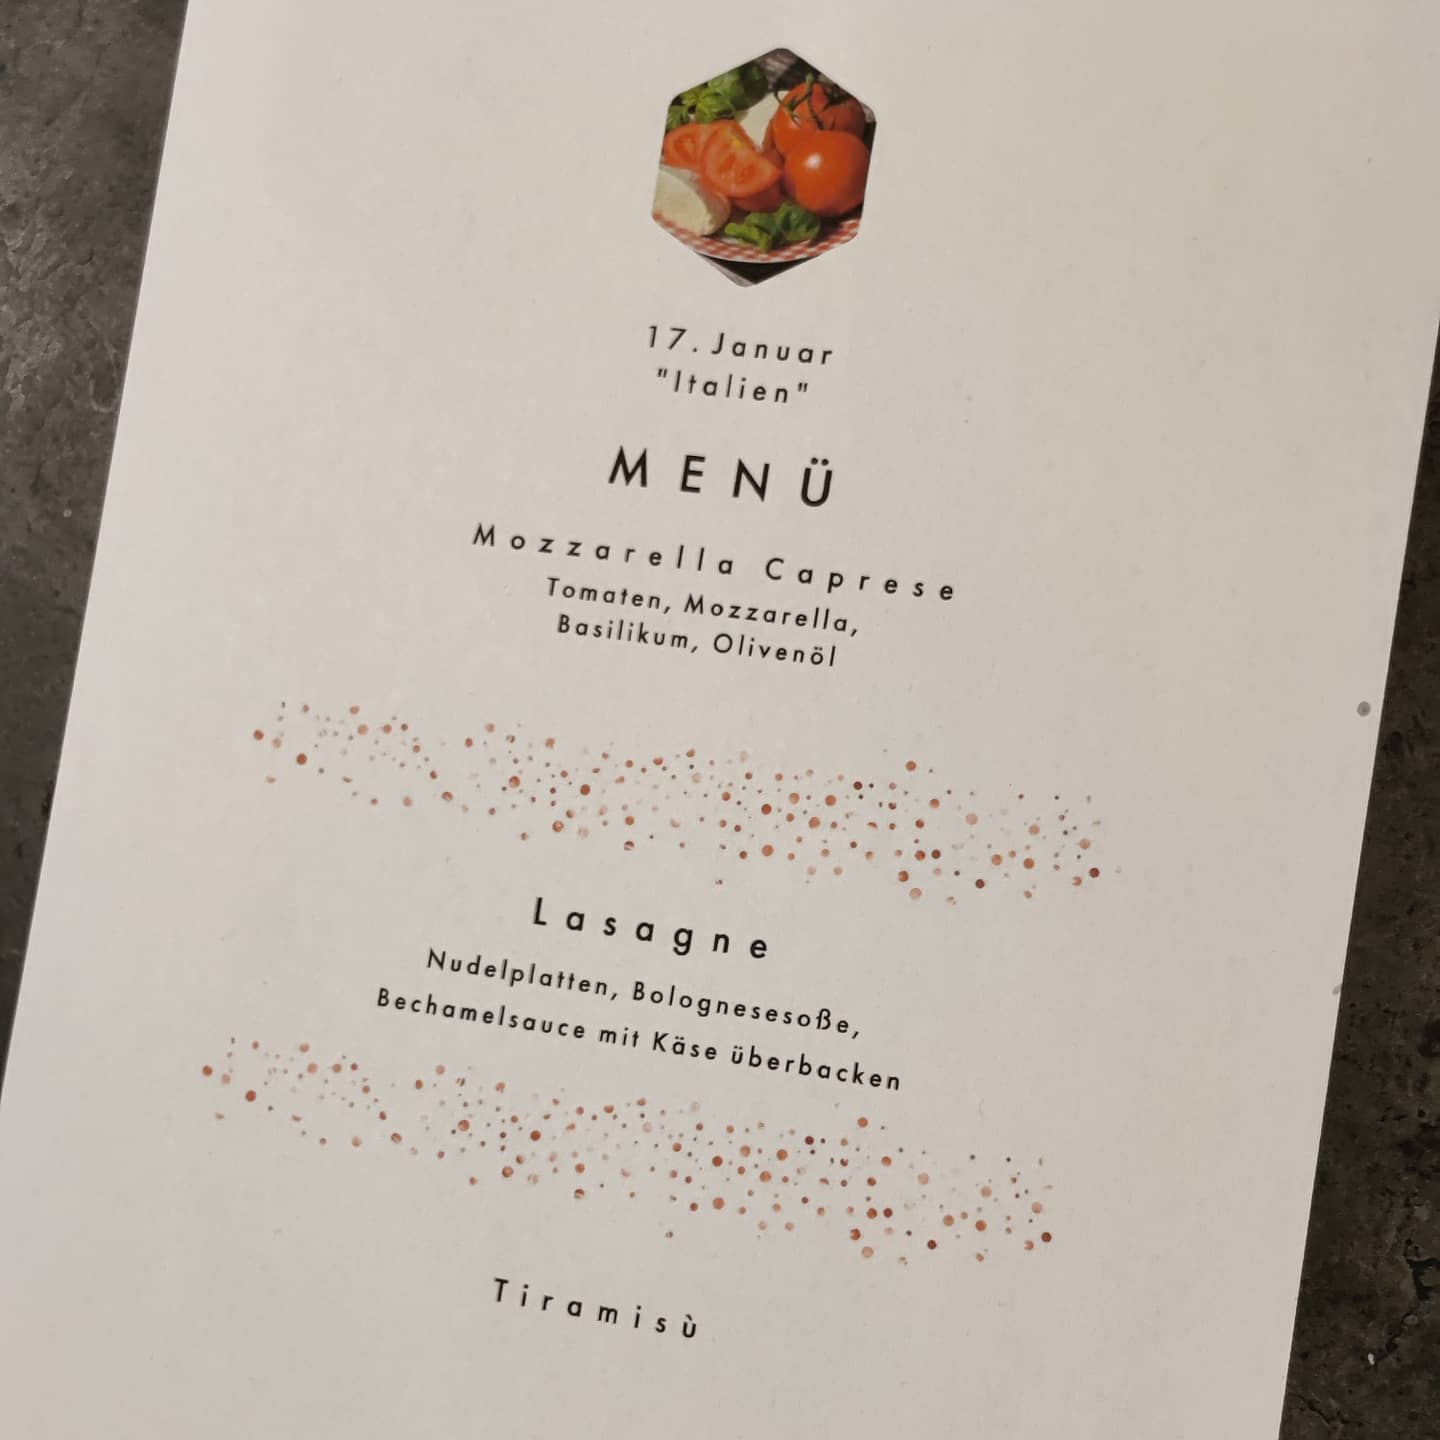 17. Januar
"Italien"
MENÜ
Mozzarella Caprese
Tomaten, Mozzarella,
Basilikum, Olivenöl
Lasagne
Nudelplatten, Bolognesesoße,
Bechamelsauce mit Käse überbacken
Tiramisù